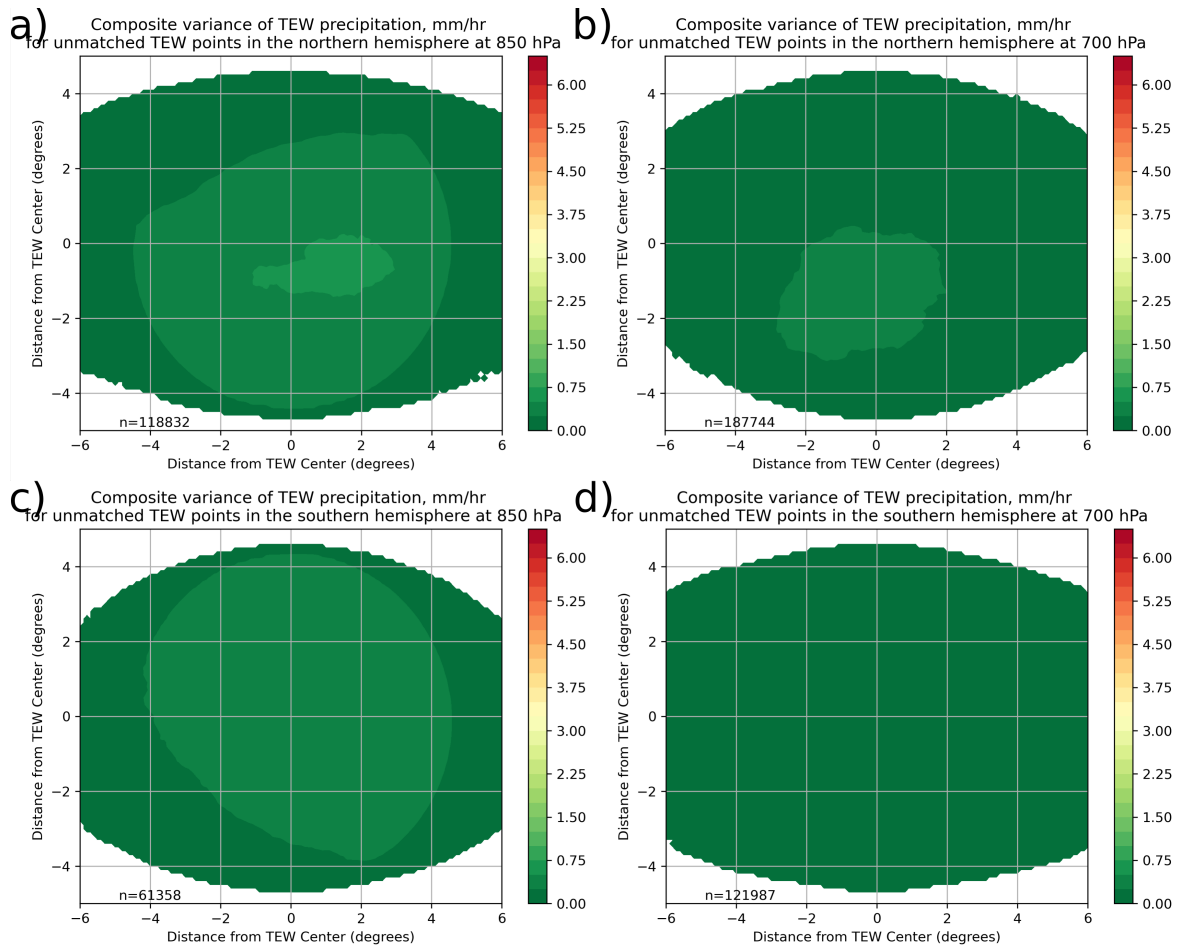 a)
Composite variance of TEW precipitation, mm/hr
for unmatched TEW points in the northern hemisphere at 850 hPa
Distance from TEW Center (degrees)
4
2
0
−2
−4
n=118832
−6 −4 −2 0 2 4 6
Distance from TEW Center (degrees)
6.00
5.25
4.50
3.75
3.00
2.25
1.50
0.75
0.00
b)
Composite variance of TEW precipitation, mm/hr
for unmatched TEW points in the northern hemisphere at 700 hPa
Distance from TEW Center (degrees)
4
2
0
−2
−4
n=187744
−6 −4 −2 0 2 4 6
Distance from TEW Center (degrees)
6.00
5.25
4.50
3.75
3.00
2.25
1.50
0.75
0.00
c)
Composite variance of TEW precipitation, mm/hr
for unmatched TEW points in the southern hemisphere at 850 hPa
Distance from TEW Center (degrees)
4
2
0
−2
−4
n=61358
−6 −4 −2 0 2 4 6
Distance from TEW Center (degrees)
6.00
5.25
4.50
3.75
3.00
2.25
1.50
0.75
0.00
d)
Composite variance of TEW precipitation, mm/hr
for unmatched TEW points in the southern hemisphere at 700 hPa
Distance from TEW Center (degrees)
4
2
0
−2
−4
n=121987
−6 −4 −2 0 2 4 6
Distance from TEW Center (degrees)
6.00
5.25
4.50
3.75
3.00
2.25
1.50
0.75
0.00